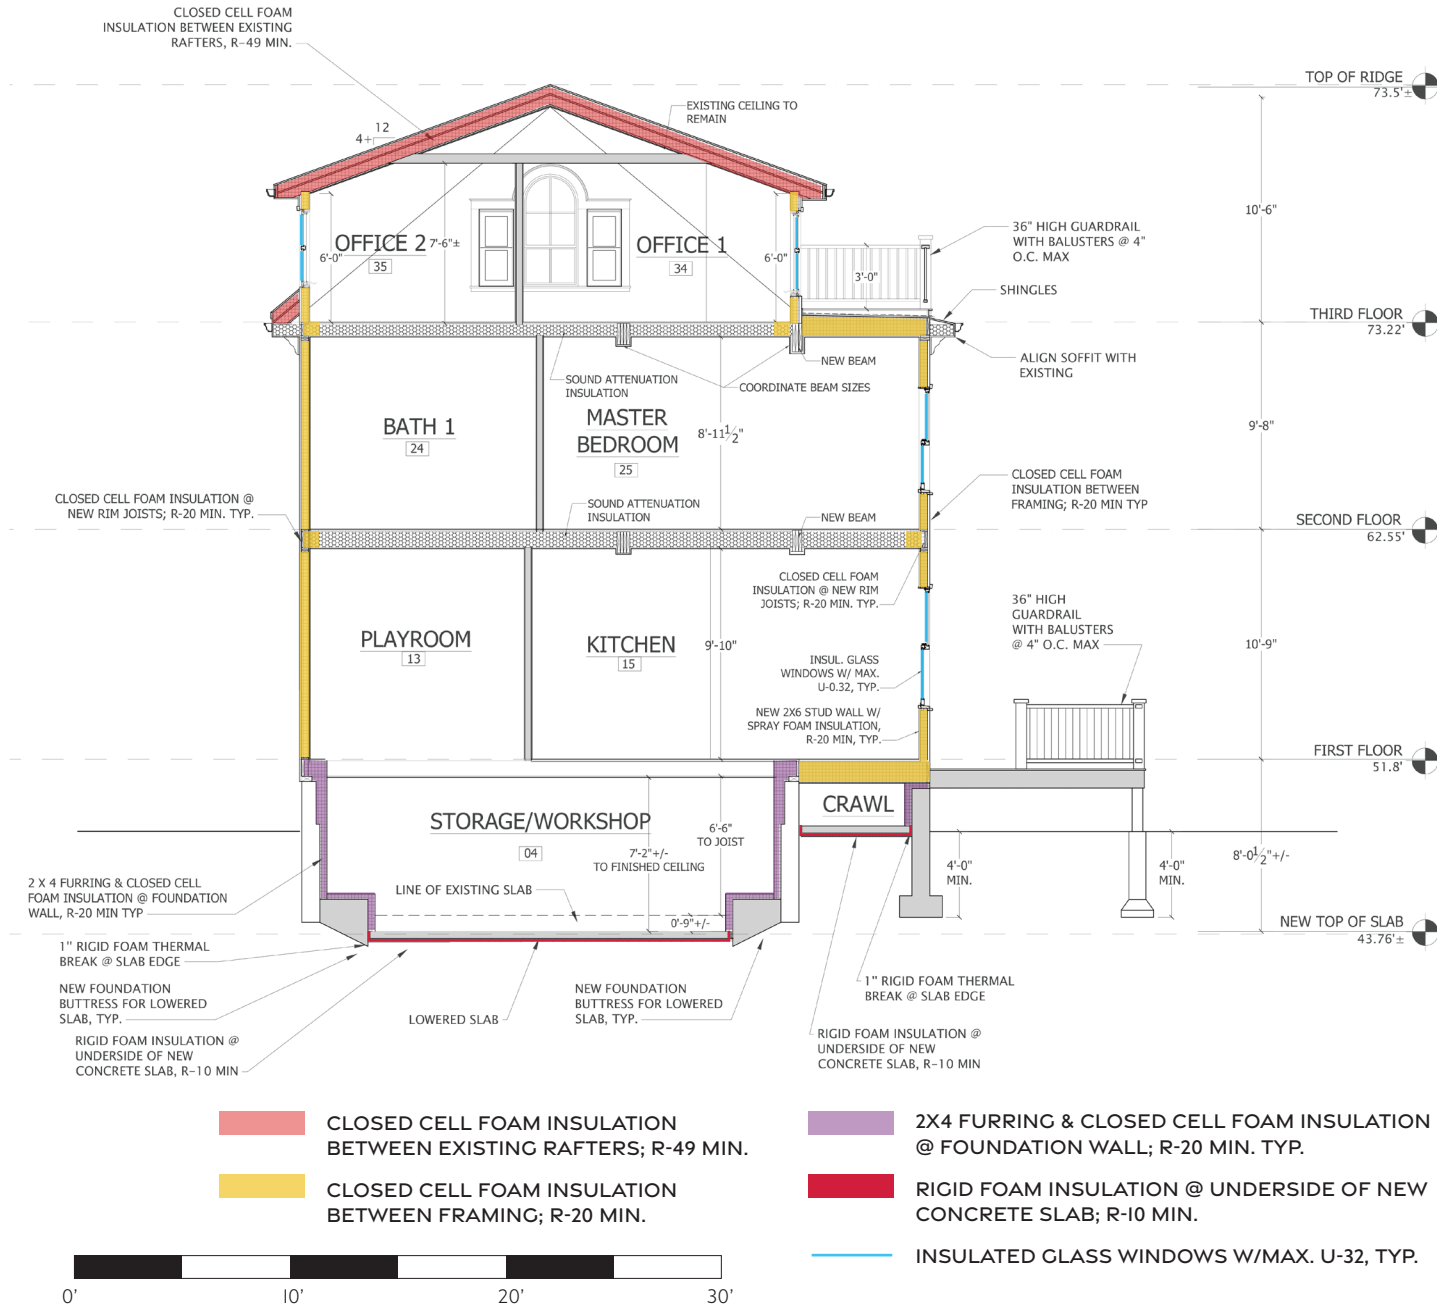 CLOSED CELL FOAM
INSULATION BETWEEN EXISTING
RAFTERS, R-49 MIN.
TOP OF RIDGE
73.5'±
EXISTING CEILING TO
REMAIN
12
4+
10'-6"
36" HIGH GUARDRAIL
WITH BALUSTERS @ 4"
O.C. MAX
OFFICE 2
35
7'-6"±
6'-0"
OFFICE 1
34
6'-0"
3'-0"
SHINGLES
THIRD FLOOR
73.22'
ALIGN SOFFIT WITH
EXISTING
NEW BEAM
SOUND ATTENUATION
INSULATION
COORDINATE BEAM SIZES
BATH 1
24
MASTER
BEDROOM
25
8'-11 1/2"
9'-8"
CLOSED CELL FOAM INSULATION @
NEW RIM JOISTS; R-20 MIN. TYP.
SOUND ATTENUATION
INSULATION
NEW BEAM
CLOSED CELL FOAM
INSULATION BETWEEN
FRAMING; R-20 MIN TYP
SECOND FLOOR
62.55'
CLOSED CELL FOAM
INSULATION @ NEW RIM
JOISTS; R-20 MIN. TYP.
36" HIGH
GUARDRAIL
WITH BALUSTERS
@ 4" O.C. MAX
PLAYROOM
13
KITCHEN
15
9'-10"
10'-9"
INSUL. GLASS
WINDOWS W/ MAX.
U-0.32, TYP.
NEW 2X6 STUD WALL W/
SPRAY FOAM INSULATION,
R-20 MIN, TYP.
FIRST FLOOR
51.8'
CRAWL
STORAGE/WORKSHOP
04
7'-2"+/-
TO FINISHED CEILING
6'-6"
TO JOIST
4'-0"
MIN.
4'-0"
MIN.
8'-0 1/2"+/-
2 X 4 FURRING & CLOSED CELL
FOAM INSULATION @ FOUNDATION
WALL, R-20 MIN TYP
LINE OF EXISTING SLAB
0'-9"+/-
NEW TOP OF SLAB
43.76'±
1" RIGID FOAM THERMAL
BREAK @ SLAB EDGE
NEW FOUNDATION
BUTTRESS FOR LOWERED
SLAB, TYP.
LOWERED SLAB
NEW FOUNDATION
BUTTRESS FOR LOWERED
SLAB, TYP.
1" RIGID FOAM THERMAL
BREAK @ SLAB EDGE
RIGID FOAM INSULATION @
UNDERSIDE OF NEW
CONCRETE SLAB, R-10 MIN
RIGID FOAM INSULATION @
UNDERSIDE OF NEW
CONCRETE SLAB, R-10 MIN
CLOSED CELL FOAM INSULATION
BETWEEN EXISTING RAFTERS; R-49 MIN.
CLOSED CELL FOAM INSULATION
BETWEEN FRAMING; R-20 MIN.
2X4 FURRING & CLOSED CELL FOAM INSULATION
@ FOUNDATION WALL; R-20 MIN. TYP.
RIGID FOAM INSULATION @ UNDERSIDE OF NEW
CONCRETE SLAB; R-10 MIN.
INSULATED GLASS WINDOWS W/MAX. U-32, TYP.
0' 10' 20' 30'